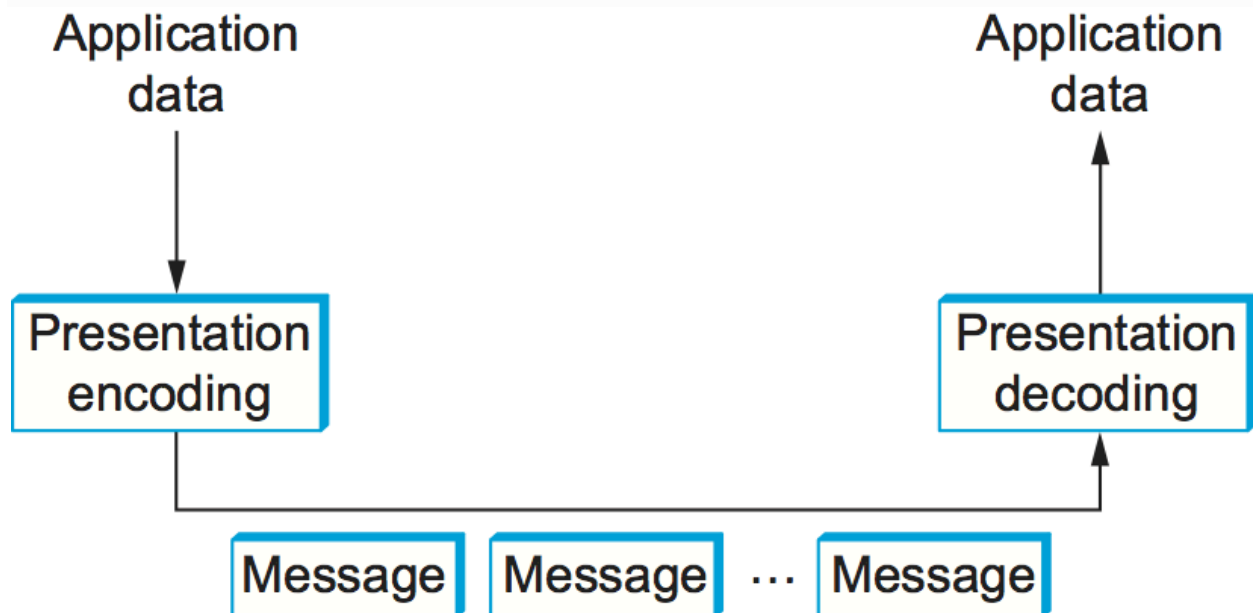 Application
data
Application
data
Presentation
encoding
Presentation
decoding
Message
Message
...
Message